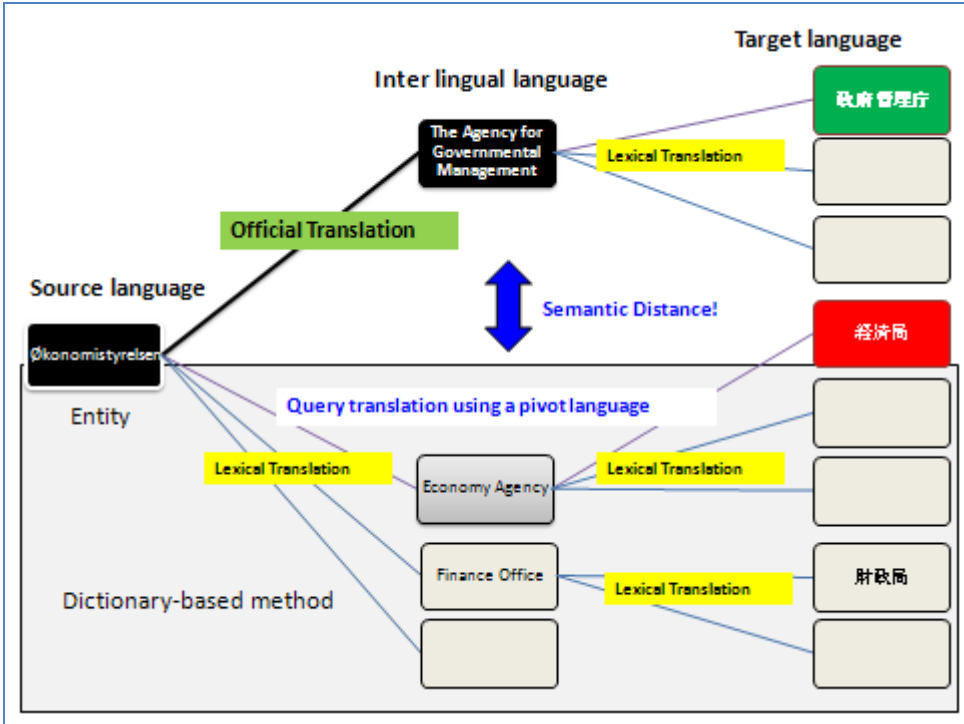 Target language
Inter lingual language
政府管理庁
The Agency for
Governmental
Management
Lexical Translation
Official Translation
Source language
Semantic Distance!
Økonomistyrelsen
経済局
Entity
Query translation using a pivot language
Lexical Translation
Lexical Translation
Economy Agency
Finance Office
財政局
Lexical Translation
Dictionary-based method